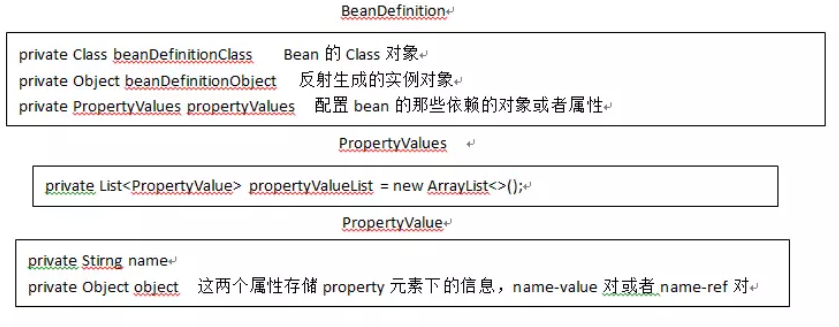 BeanDefinition
private Class beanDefinitionClass Bean 的 Class 对象
private Object beanDefinitionObject 反射生成的实例对象
private PropertyValues propertyValues 配置 bean 的那些依赖的对象或者属性
PropertyValues
private List<PropertyValue> propertyValueList = new ArrayList<>();
PropertyValue
private Stirng name
private Object object 这两个属性存储 property 元素下的信息，name-value 对或者 name-ref 对